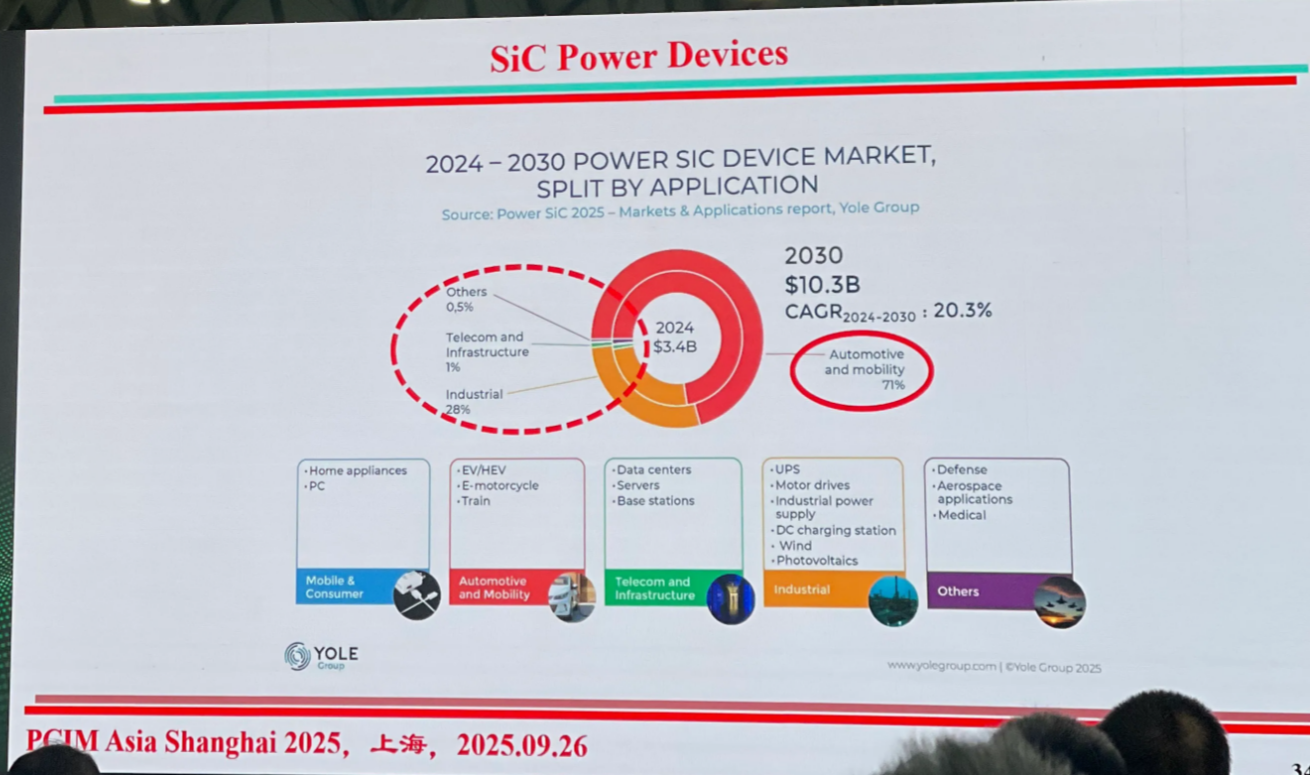 SiC Power Devices
2024 – 2030 POWER SIC DEVICE MARKET,
SPLIT BY APPLICATION
Source: Power SiC 2025 – Markets & Applications report, Yole Group
2030
$10.3B
CAGR2024-2030 : 20.3%
Others
0,5%
Telecom and
Infrastructure
1%
Industrial
28%
2024
$3.4B
Automotive
and mobility
71%
·Home appliances
·PC
Mobile &
Consumer
·EV/HEV
·E-motorcycle
·Train
Automotive
and Mobility
·Data centers
·Servers
·Base stations
Telecom and
Infrastructure
·UPS
·Motor drives
·Industrial power
supply
·DC charging station
· Wind
·Photovoltaics
Industrial
·Defense
·Aerospace
applications
·Medical
Others
YOLE
Group
www.yolegroup.com | ©Yole Group 2025
PCIM Asia Shanghai 2025，上海，2025.09.26